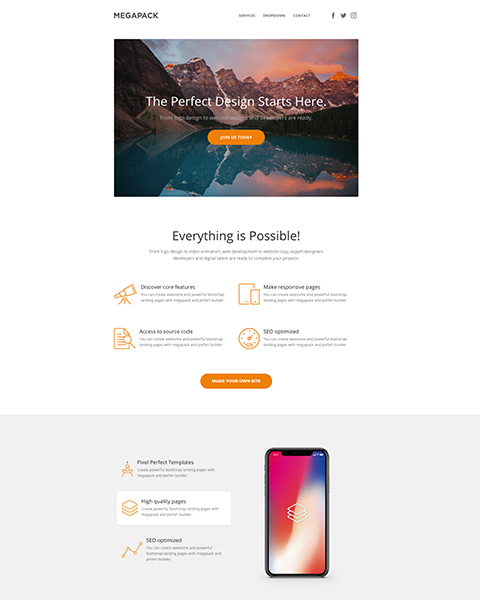 MEGAPACK
SERVICES DROPDOWN CONTACT
The Perfect Design Starts Here.
From logo design to website designers and developers are ready.
JOIN US TODAY
Everything is Possible!
From logo design to video animation, web development to website copy, expert designers
developers and digital talent are ready to complete your projects.
Discover core features
You can create awesome and powerful bootstrap
landing pages with megapack and pixfort builder.
Make responsive pages
You can create awesome and powerful bootstrap
landing pages with megapack and pixfort builder.
Access to source code
You can create awesome and powerful bootstrap
landing pages with megapack and pixfort builder.
SEO optimized
You can create awesome and powerful bootstrap
landing pages with megapack and pixfort builder.
MAKE YOUR OWN SITE
Pixel Perfect Templates
Create powerful bootstrap landing pages with
megapack and pixfort builder.
High quality pages
Create powerful bootstrap landing pages with
megapack and pixfort builder.
SEO optimized
You can create awesome and powerful
bootstrap landing pages with megapack
and pixfort builder.